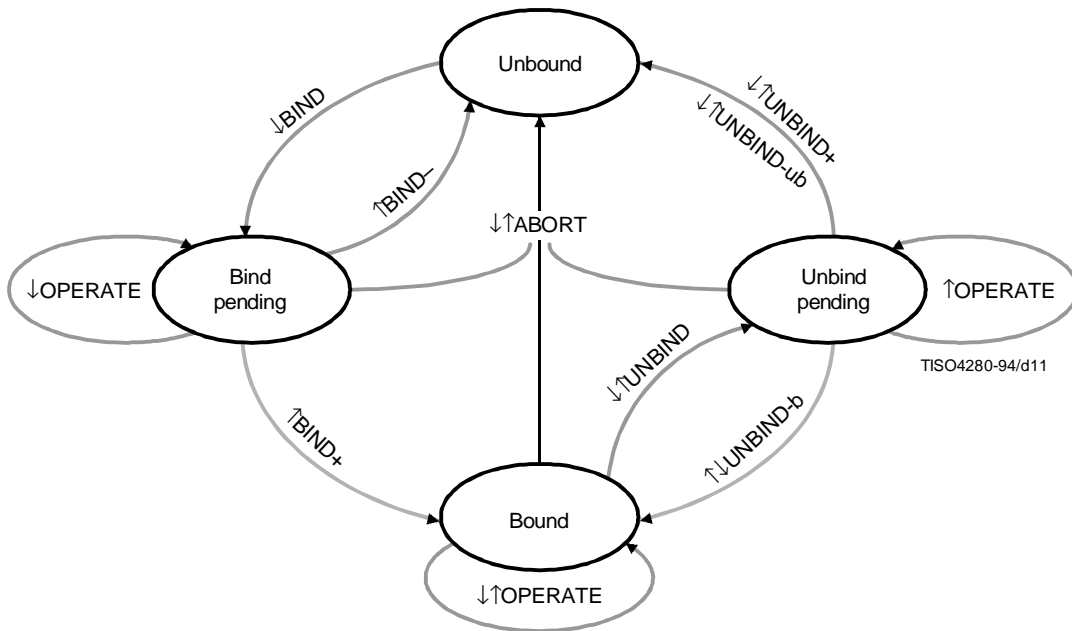 Unbound
↓BIND
↑BIND–
↓↑UNBIND+
↓↑UNBIND-ub
↓↑ABORT
↓OPERATE
Bind
pending
Unbind
pending
↑OPERATE
TISO4280-94/d11
↓↑UNBIND
↑BIND+
↑↓UNBIND-b
Bound
↓↑OPERATE